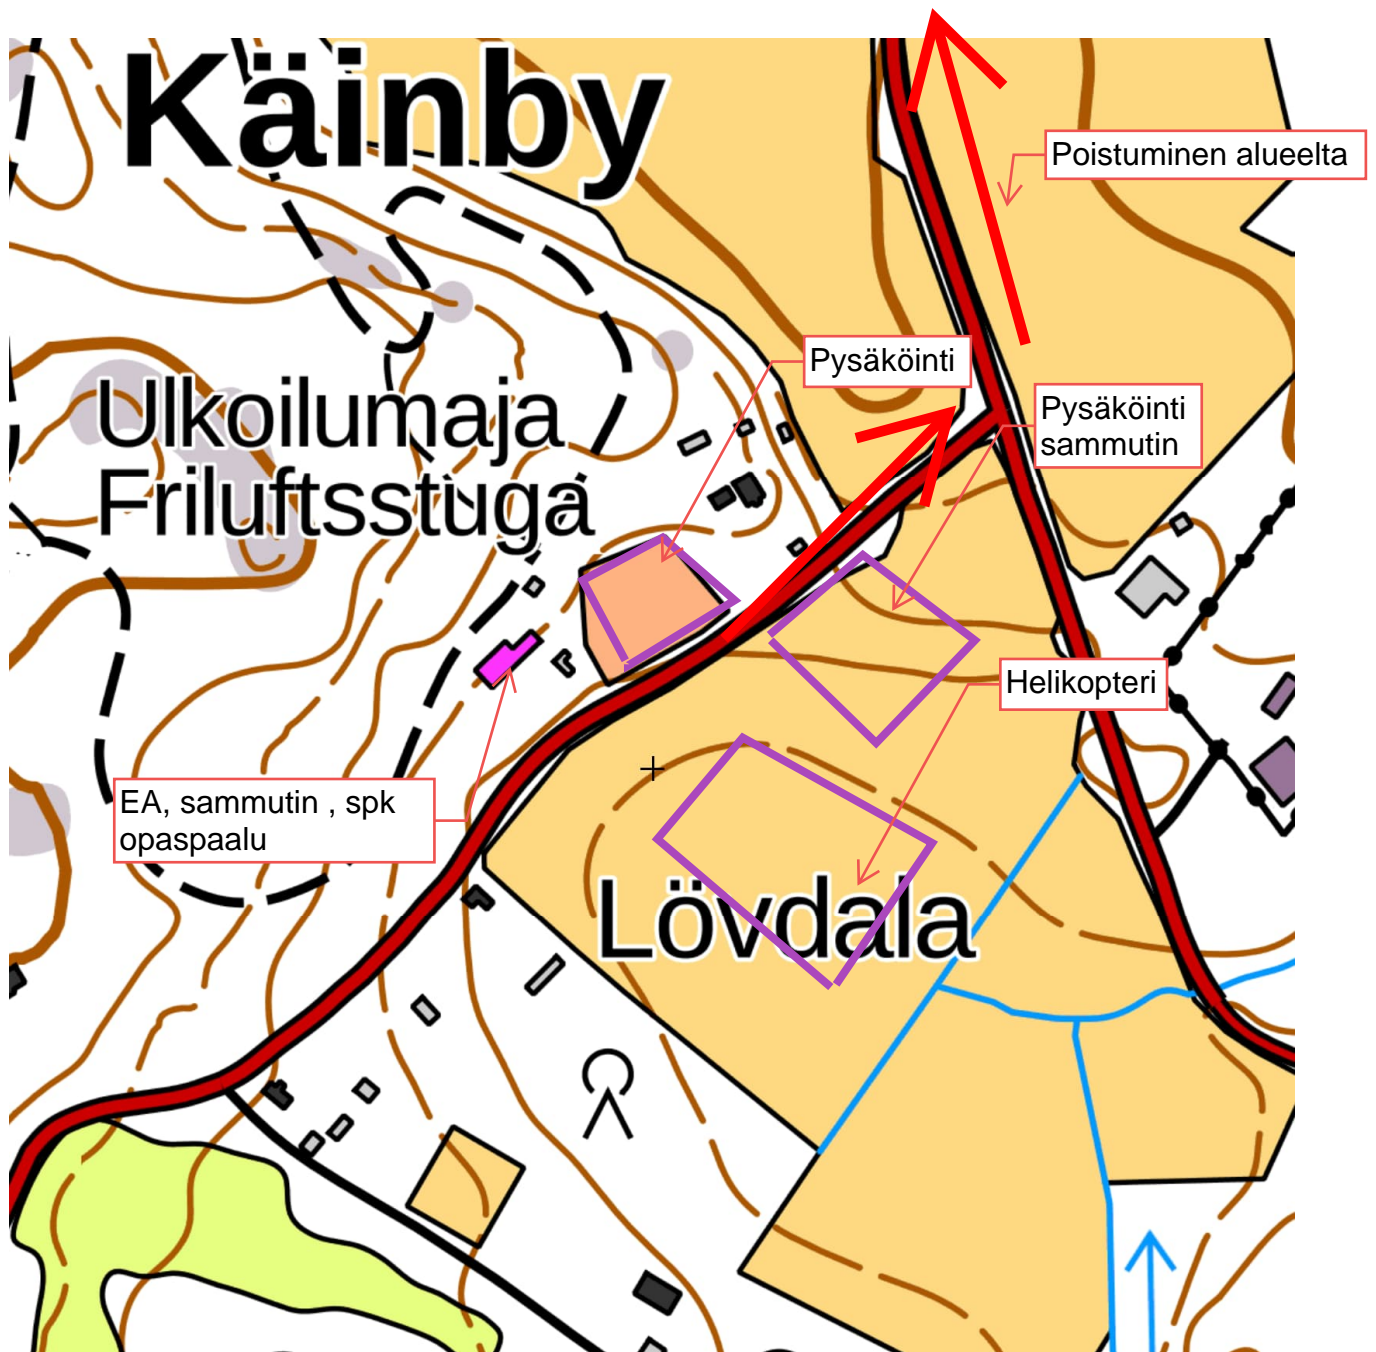 Käinby
Poistuminen alueelta
Pysäköinti
Ulkoilumaja
Friluftsstuga
Pysäköinti
sammutin
Helikopteri
EA, sammutin , spk
opaspaalu
Lövdala